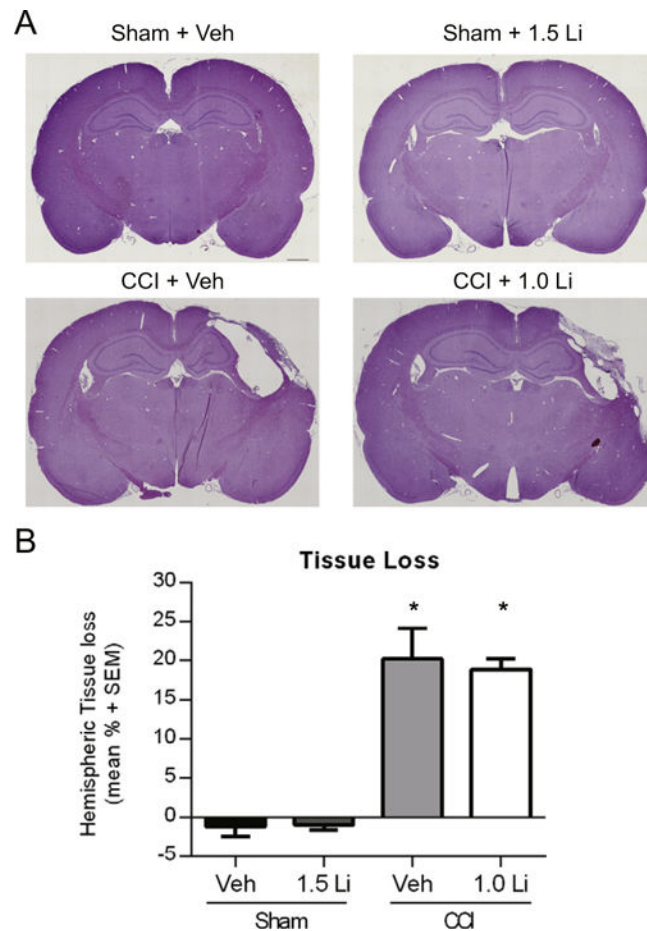 A
Sham + Veh
Sham + 1.5 Li
CCI + Veh
CCI + 1.0 Li
B
Tissue Loss
Hemispheric Tissue loss
(mean % + SEM)
30
25
20
15
10
5
0
-5
* *
Veh 1.5 Li Veh 1.0 Li
Sham CCI